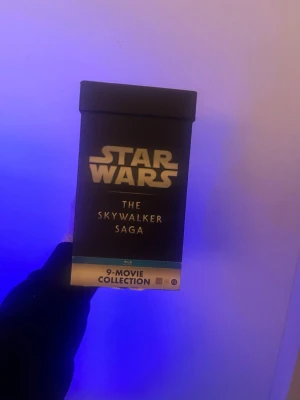 STAR
WARS
THE
SKYWALKER
SAGA
9-MOVIE
COLLECTION